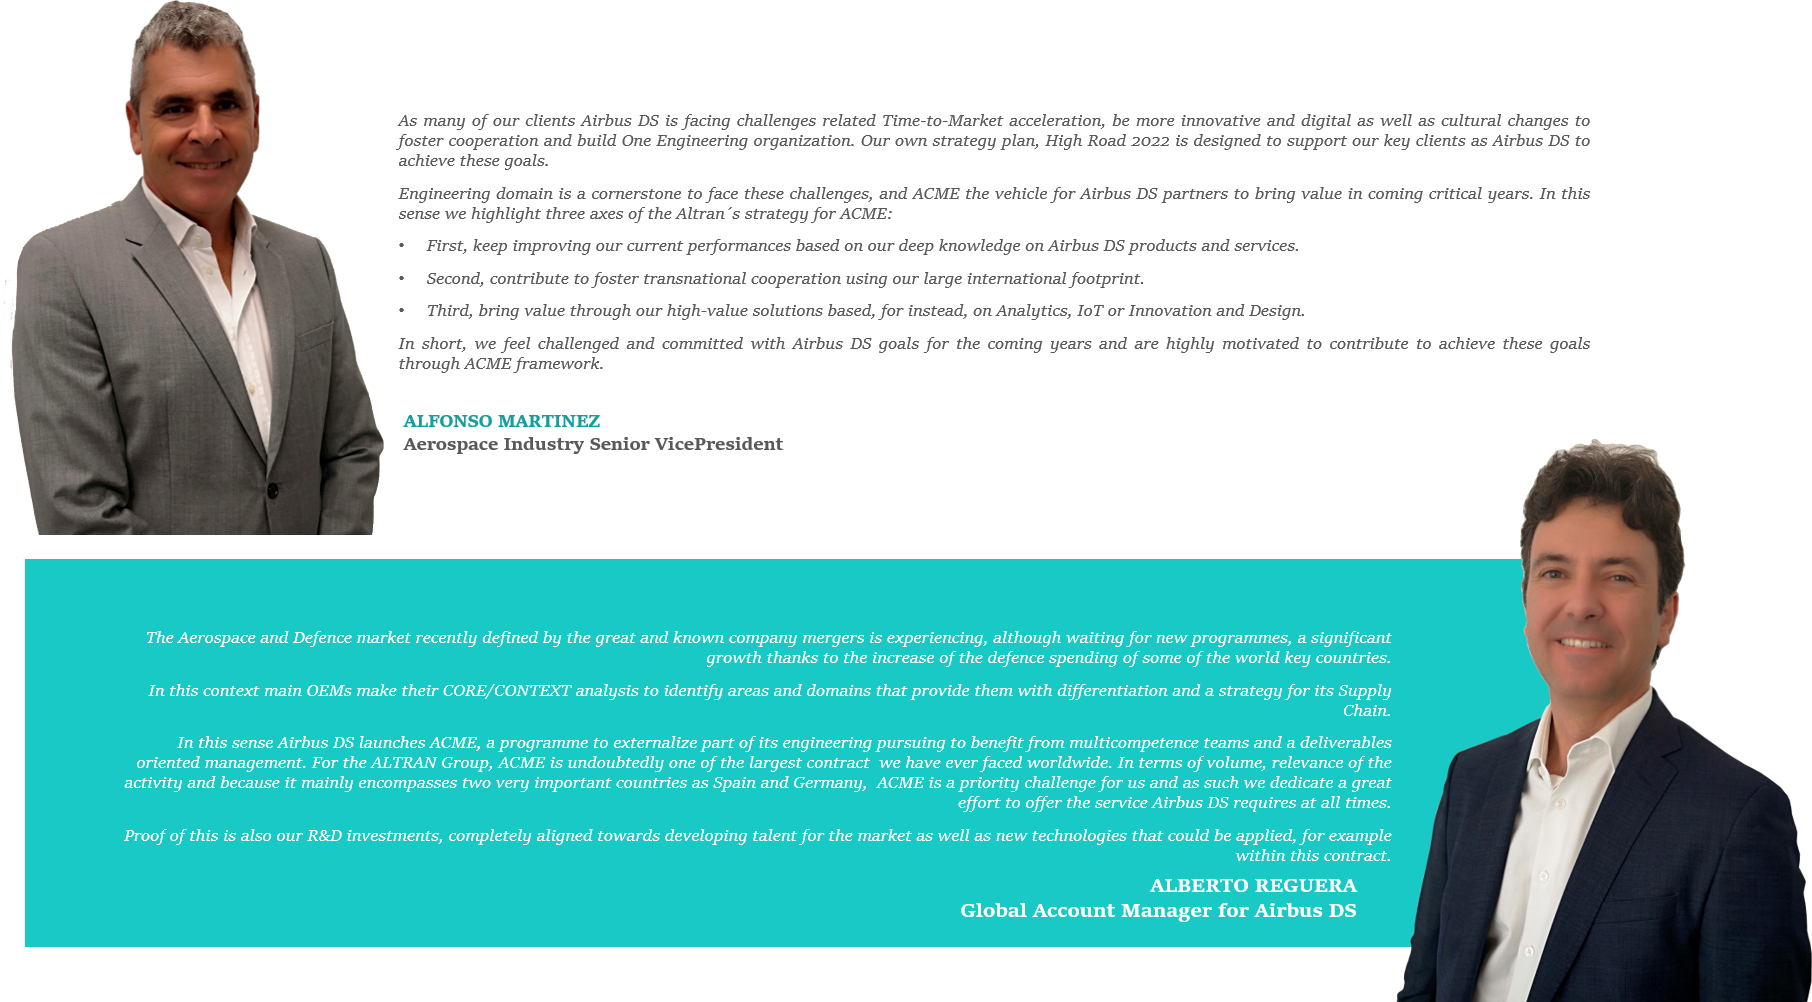 As many of our clients Airbus DS is facing challenges related Time-to-Market acceleration, be more innovative and digital as well as cultural changes to
foster cooperation and build One Engineering organization. Our own strategy plan, High Road 2022 is designed to support our key clients as Airbus DS to
achieve these goals.
Engineering domain is a cornerstone to face these challenges, and ACME the vehicle for Airbus DS partners to bring value in coming critical years. In this
sense we highlight three axes of the Altran´s strategy for ACME:
• First, keep improving our current performances based on our deep knowledge on Airbus DS products and services.
• Second, contribute to foster transnational cooperation using our large international footprint.
• Third, bring value through our high-value solutions based, for instead, on Analytics, IoT or Innovation and Design.
In short, we feel challenged and committed with Airbus DS goals for the coming years and are highly motivated to contribute to achieve these goals
through ACME framework.
ALFONSO MARTINEZ
Aerospace Industry Senior VicePresident
The Aerospace and Defence market recently defined by the great and known company mergers is experiencing, although waiting for new programmes, a significant
growth thanks to the increase of the defence spending of some of the world key countries.
In this context main OEMs make their CORE/CONTEXT analysis to identify areas and domains that provide them with differentiation and a strategy for its Supply
Chain.
In this sense Airbus DS launches ACME, a programme to externalize part of its engineering pursuing to benefit from multicompetence teams and a deliverables
oriented management. For the ALTRAN Group, ACME is undoubtedly one of the largest contract  we have ever faced worldwide. In terms of volume, relevance of the
activity and because it mainly encompasses two very important countries as Spain and Germany,  ACME is a priority challenge for us and as such we dedicate a great
effort to offer the service Airbus DS requires at all times.
Proof of this is also our R&D investments, completely aligned towards developing talent for the market as well as new technologies that could be applied, for example
within this contract.
ALBERTO REGUERA
Global Account Manager for Airbus DS